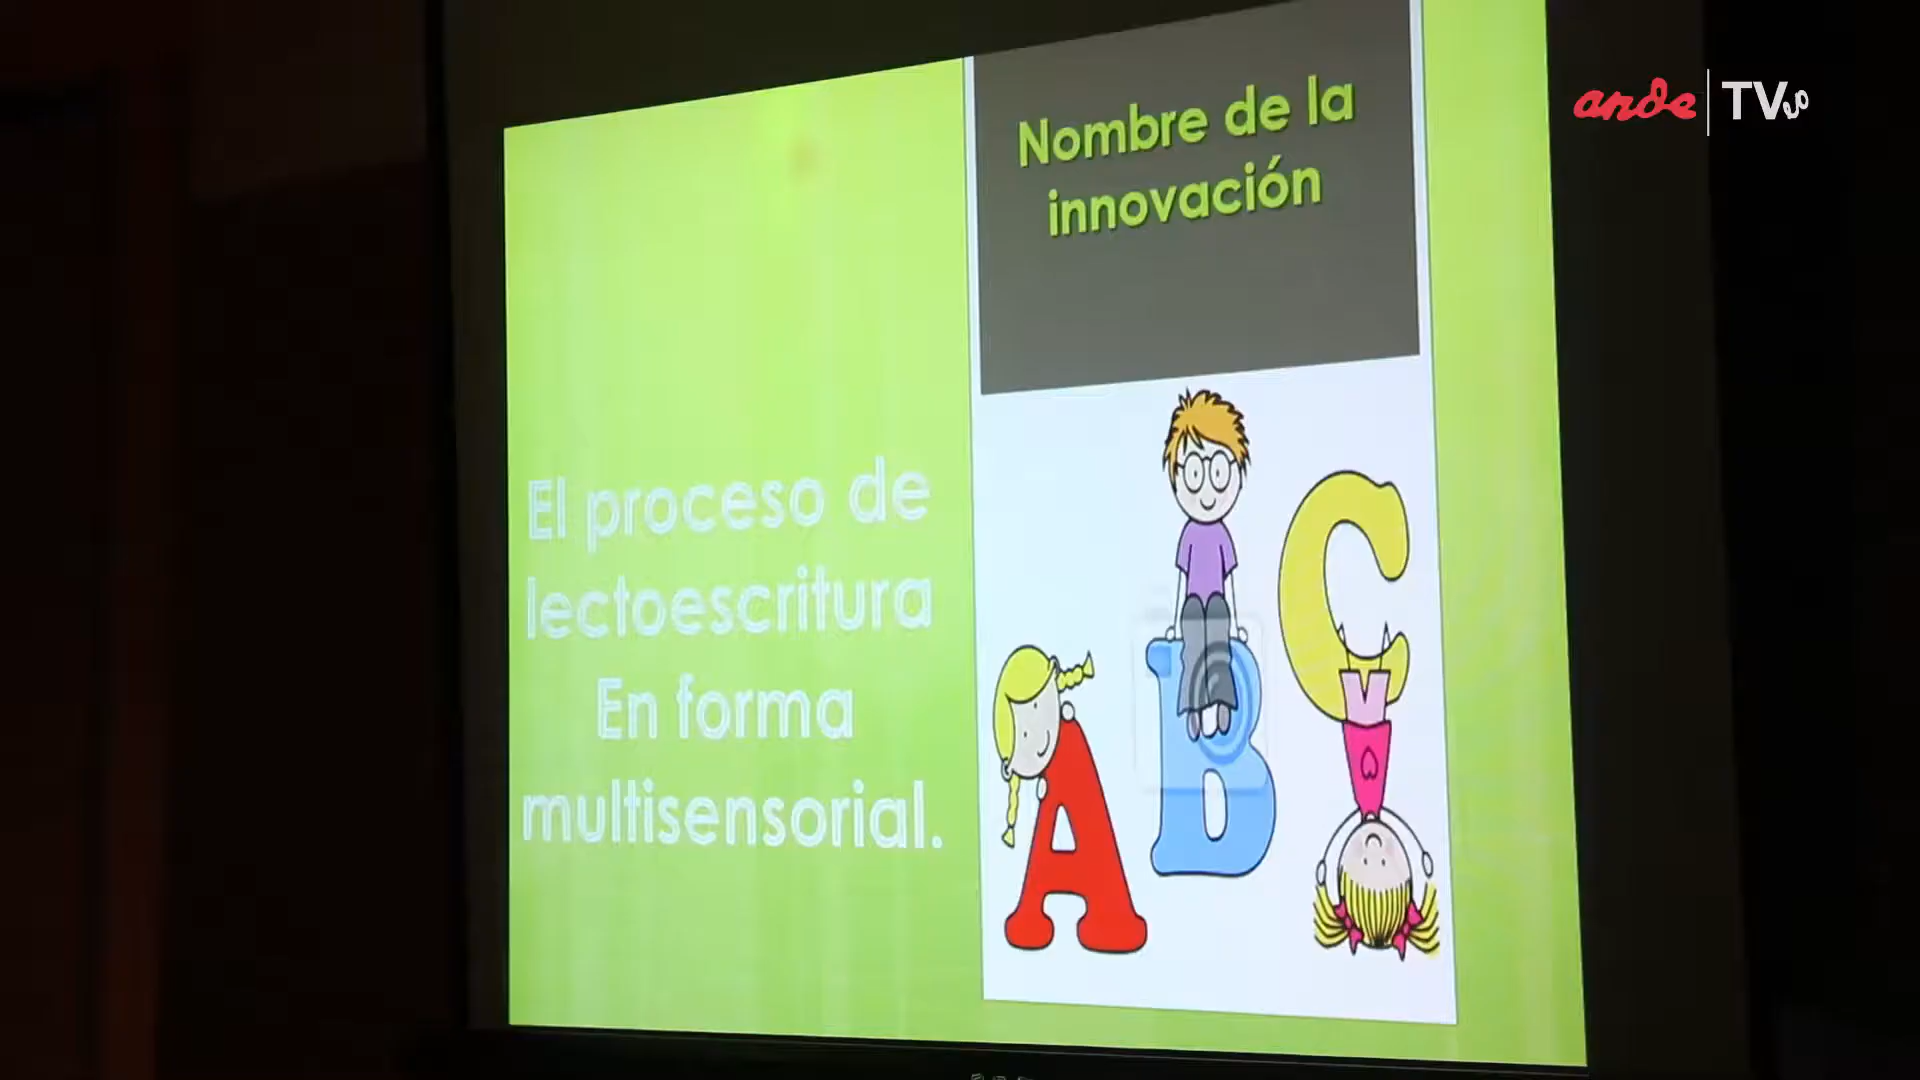 Nombre de la
innovación
El proceso de
lectoescritura
En forma
multisensorial.
A B C
ande TV